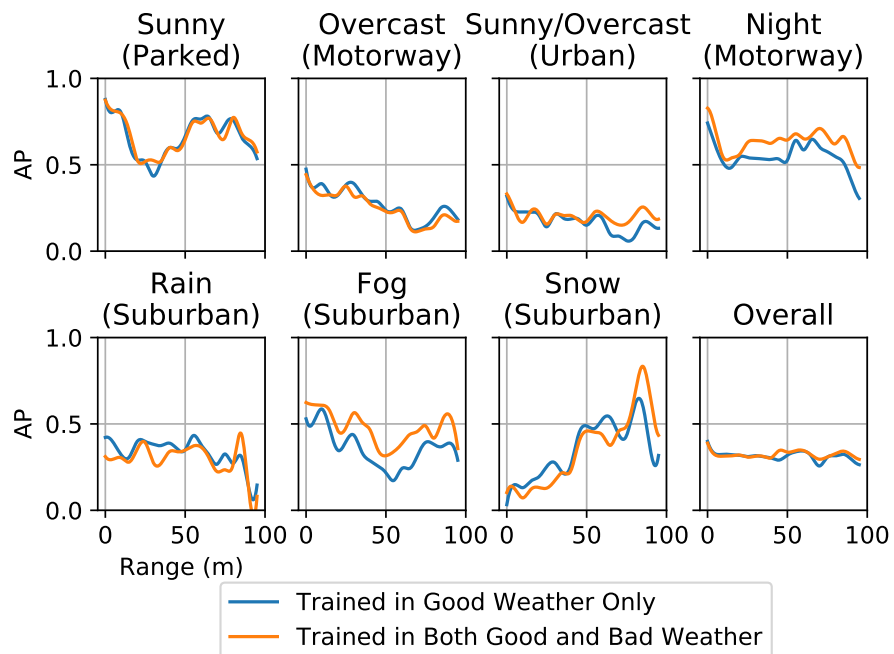 Sunny
(Parked)
Overcast
(Motorway)
Sunny/Overcast
(Urban)
Night
(Motorway)
1.0
0.5
0.0
AP
Rain
(Suburban)
Fog
(Suburban)
Snow
(Suburban)
Overall
1.0
0.5
0.0
AP
0 50 100
0 50 100
0 50 100
0 50 100
Range (m)
Trained in Good Weather Only
Trained in Both Good and Bad Weather